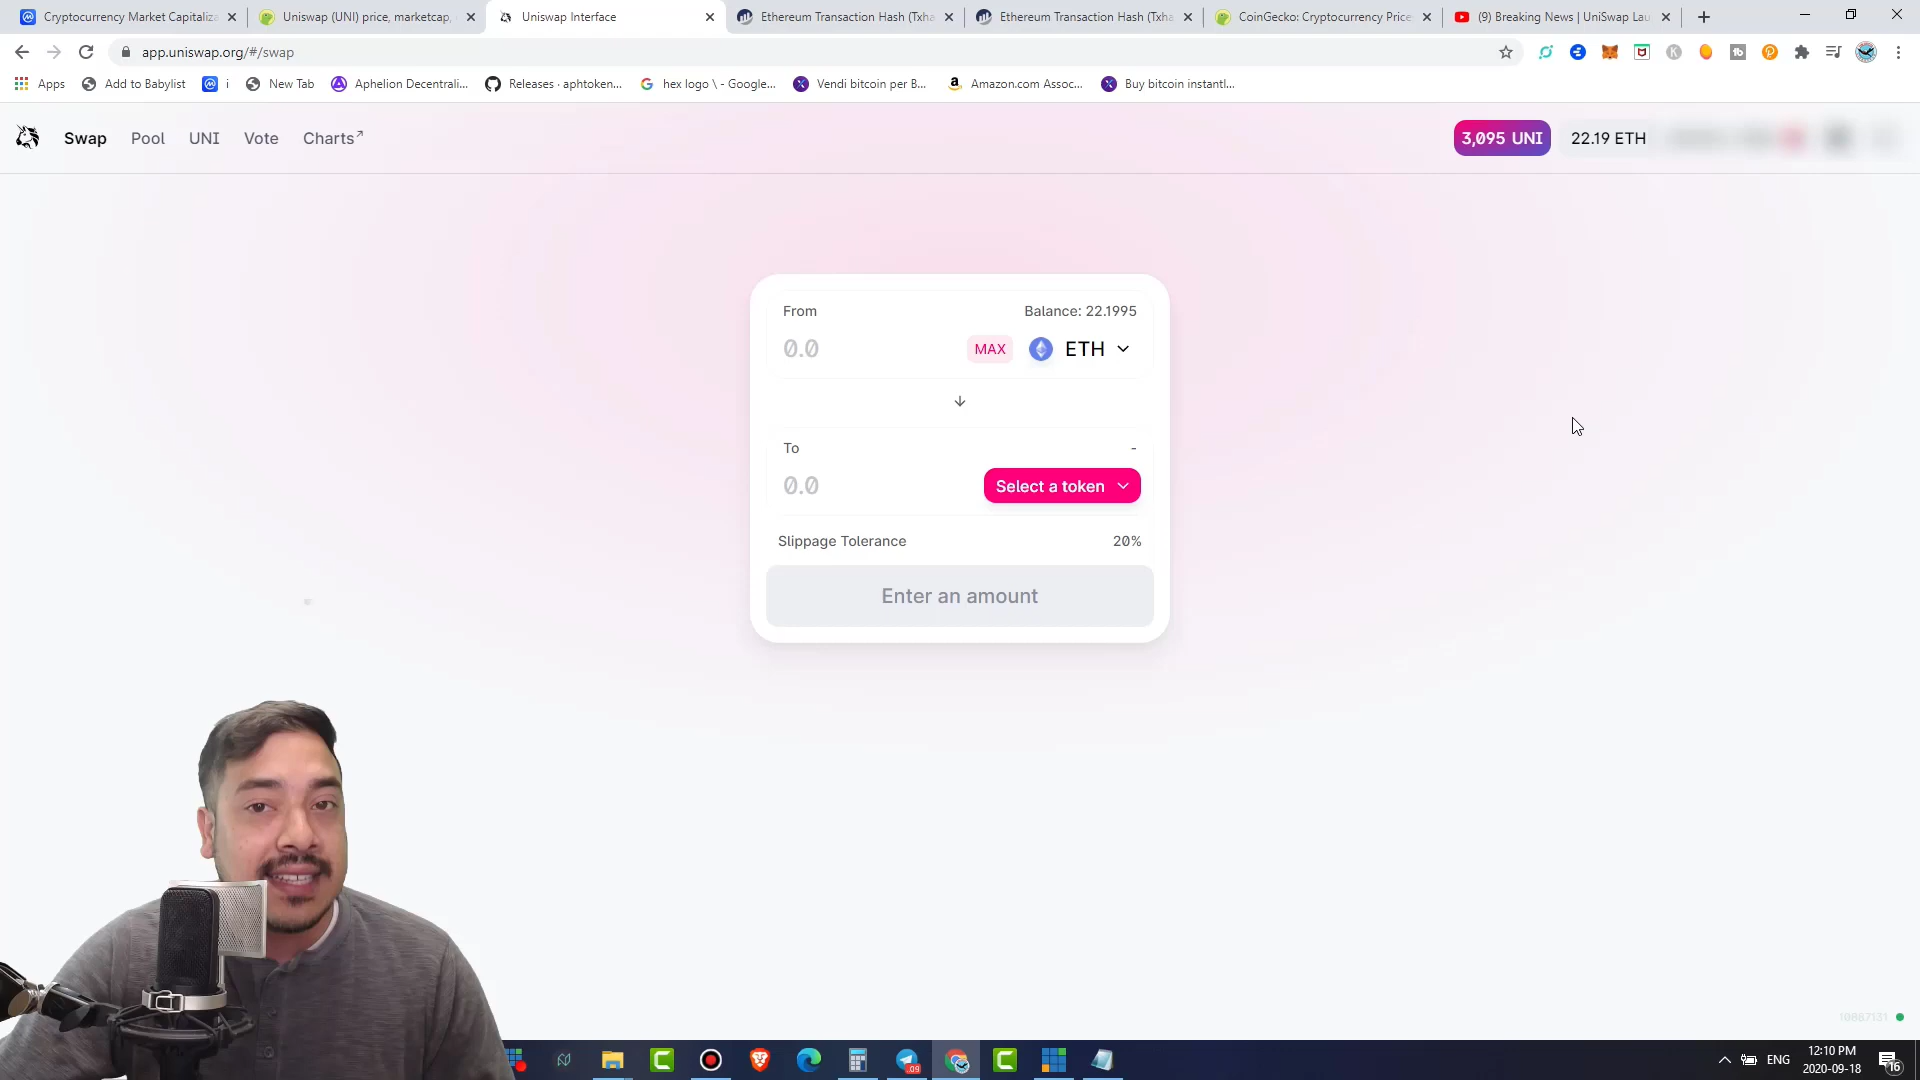 Cryptocurrency Market Capitaliza
Uniswap (UNI) price, marketcap,
Uniswap Interface
Ethereum Transaction Hash (Txha
Ethereum Transaction Hash (Txha
CoinGecko: Cryptocurrency Price
(9) Breaking News | UniSwap Lau
app.uniswap.org/#/swap
Apps
Add to Babylist
i
New Tab
Aphelion Decentrali...
Releases · aphtoken...
hex logo \ - Google...
Vendi bitcoin per B...
Amazon.com Assoc...
Buy bitcoin instantl...
Swap
Pool
UNI
Vote
Charts↗
3,095 UNI
22.19 ETH
From
Balance: 22.1995
0.0
MAX
ETH
To
-
0.0
Select a token
Slippage Tolerance
20%
Enter an amount
10887131
ENG
12:10 PM
2020-09-18
16